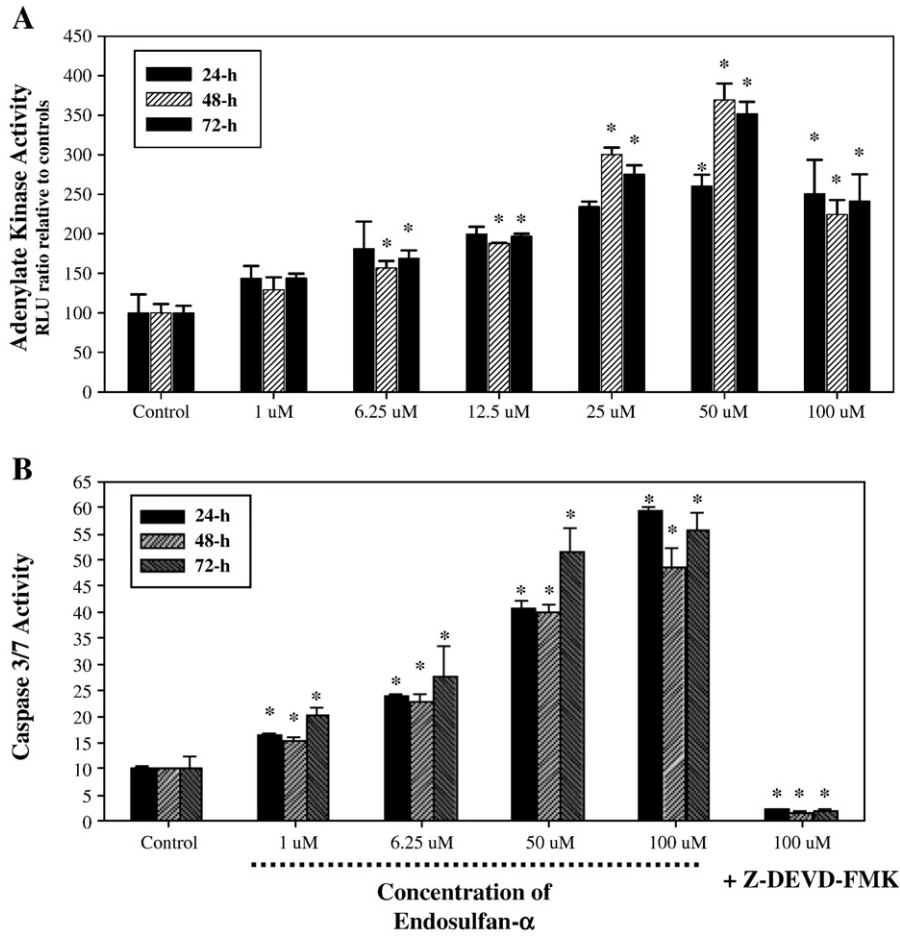 A
Adenylate Kinase Activity
RLU ratio relative to controls
450
400
350
300
250
200
150
100
50
0
24-h
48-h
72-h
* * * * * * * * * * * *
Control 1 uM 6.25 uM 12.5 uM 25 uM 50 uM 100 uM
B
Caspase 3/7 Activity
65
60
55
50
45
40
35
30
25
20
15
10
5
0
24-h
48-h
72-h
* * * * * * * * * * * * * * *
Control 1 uM 6.25 uM 50 uM 100 uM 100 uM
+ Z-DEVD-FMK
Concentration of
Endosulfan-α